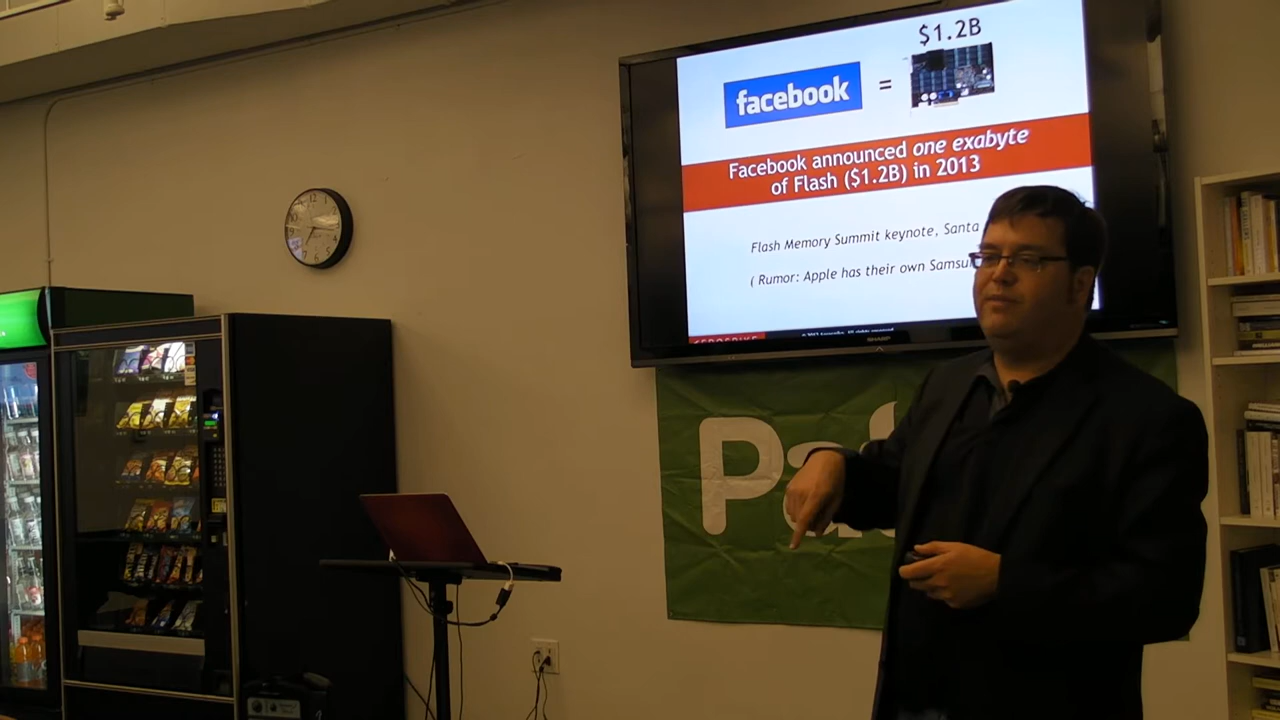 $1.2B
facebook =
Facebook announced one exabyte
of Flash ($1.2B) in 2013
Flash Memory Summit keynote, Santa
( Rumor: Apple has their own Samsu
SHARP